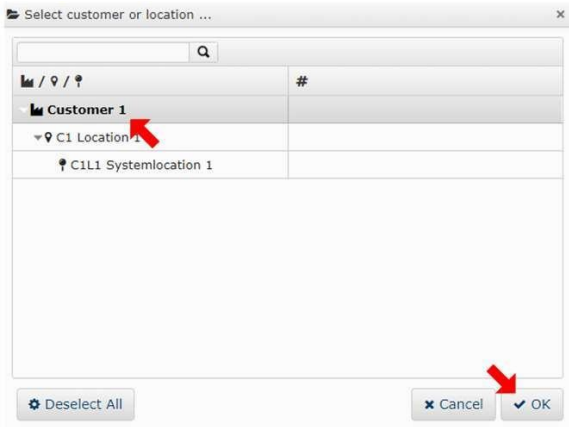 Select customer or location ...
/ /
#
Customer 1
C1 Location 1
C1L1 Systemlocation 1
Deselect All
Cancel
OK